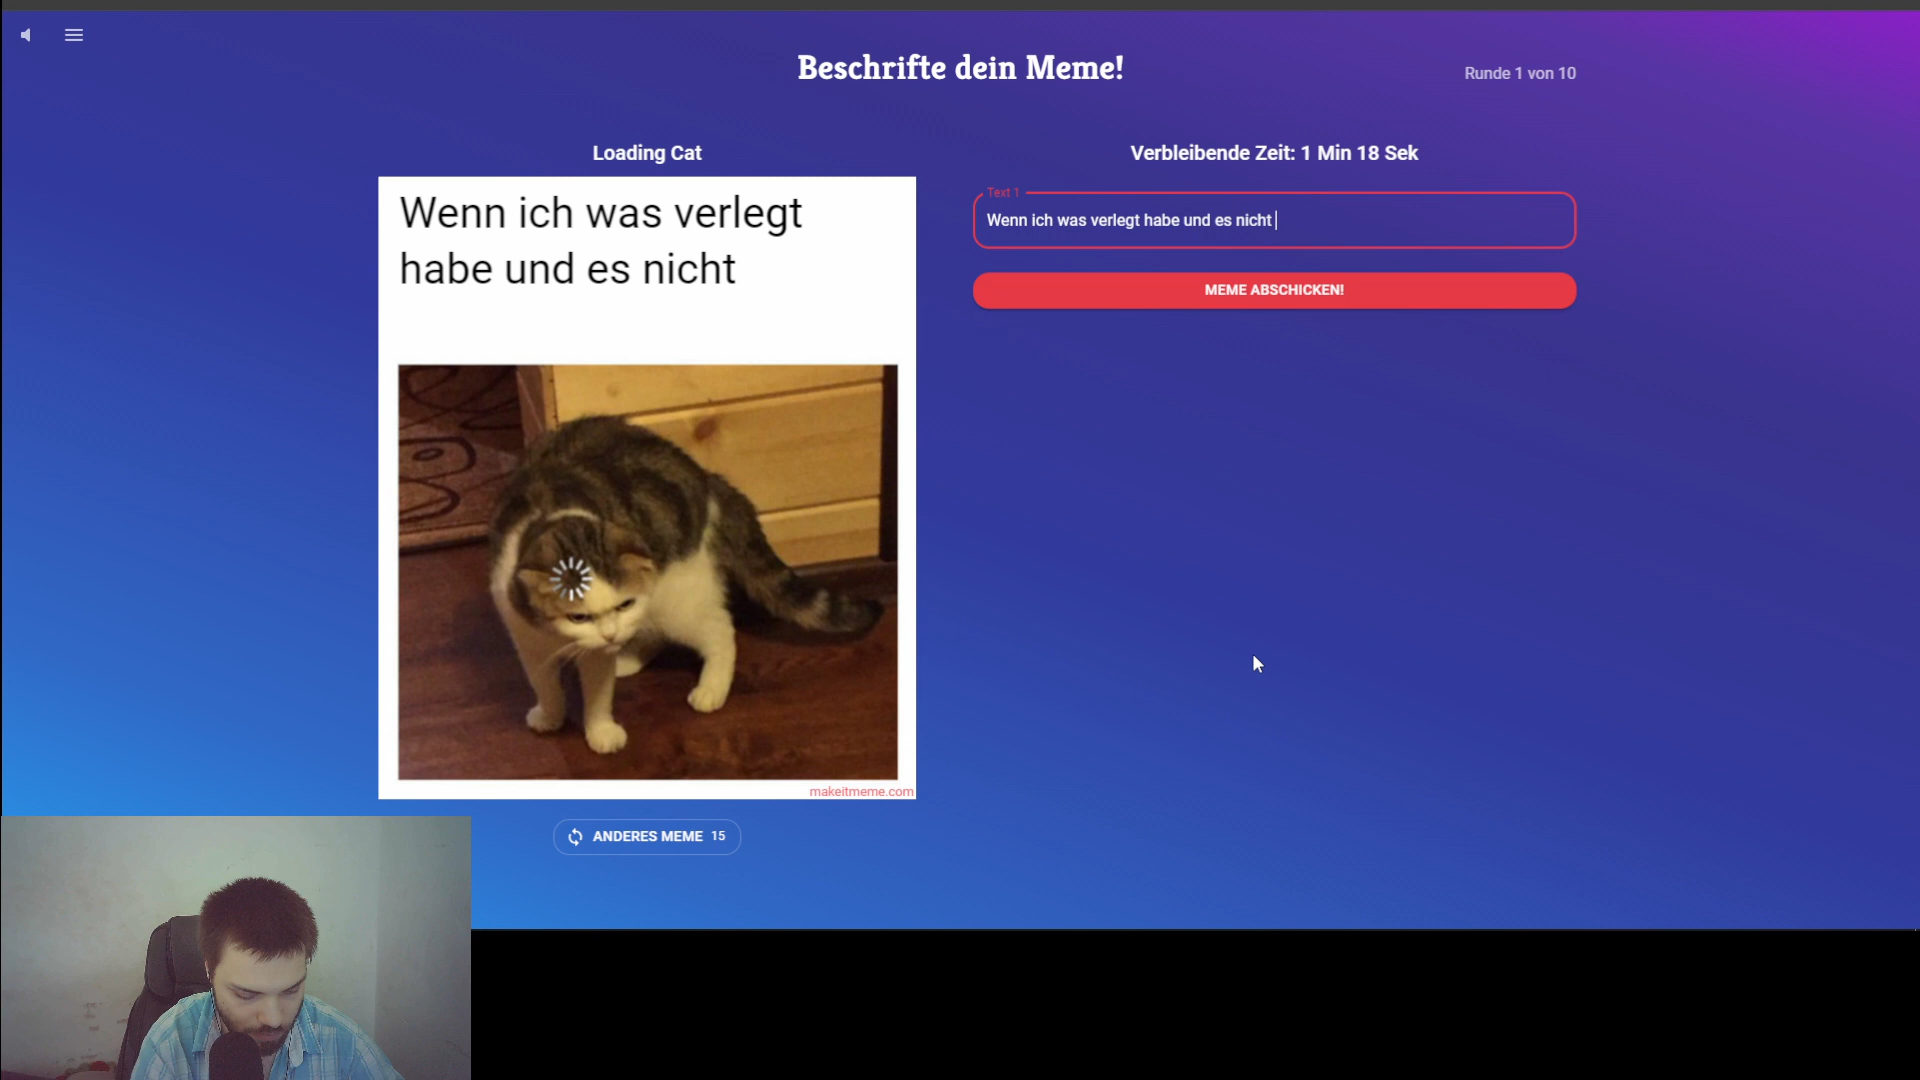 Beschrifte dein Meme!
Runde 1 von 10
Loading Cat
Verbleibende Zeit: 1 Min 18 Sek
Wenn ich was verlegt
habe und es nicht
Text 1
Wenn ich was verlegt habe und es nicht
MEME ABSCHICKEN!
makeitmeme.com
ANDERES MEME 15